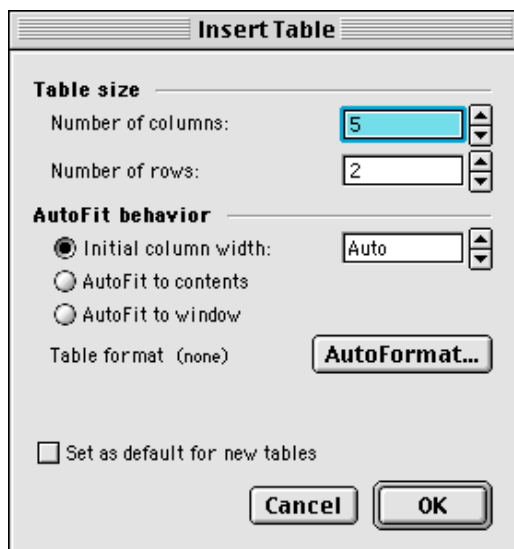 Insert Table
Table size
Number of columns: 5
Number of rows: 2
AutoFit behavior
Initial column width: Auto
AutoFit to contents
AutoFit to window
Table format (none) AutoFormat...
Set as default for new tables
Cancel OK